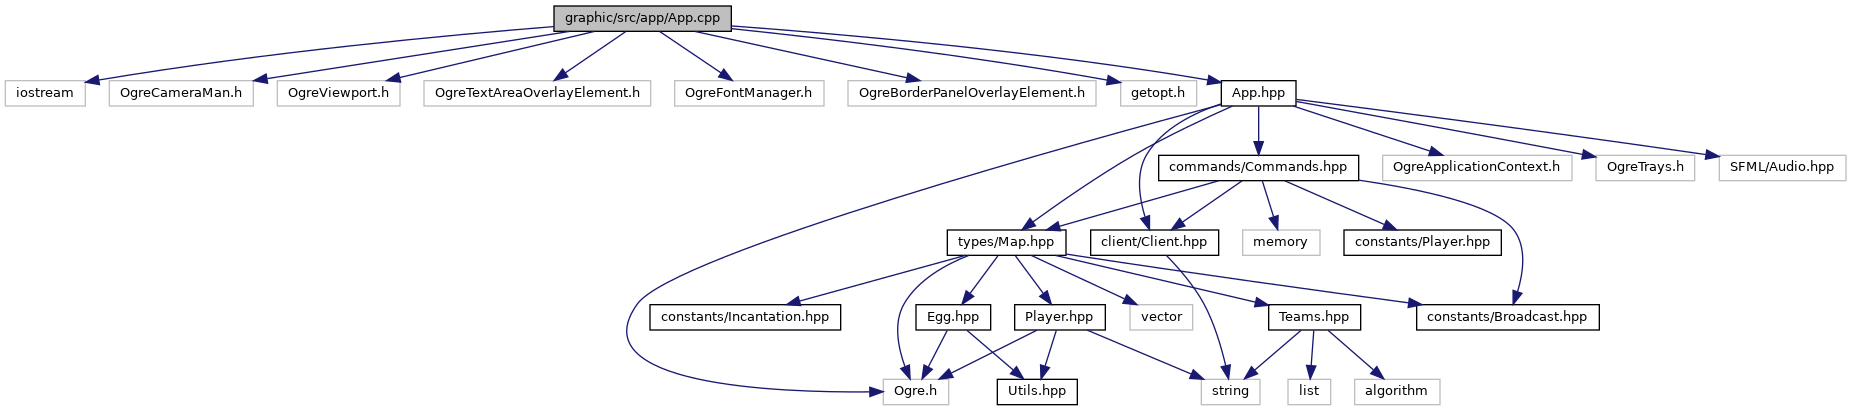 graphic/src/app/App.cpp
iostream
OgreCameraMan.h
OgreViewport.h
OgreTextAreaOverlayElement.h
OgreFontManager.h
OgreBorderPanelOverlayElement.h
getopt.h
App.hpp
commands/Commands.hpp
OgreApplicationContext.h
OgreTrays.h
SFML/Audio.hpp
types/Map.hpp
client/Client.hpp
memory
constants/Player.hpp
constants/Incantation.hpp
Egg.hpp
Player.hpp
vector
Teams.hpp
constants/Broadcast.hpp
Ogre.h
Utils.hpp
string
list
algorithm